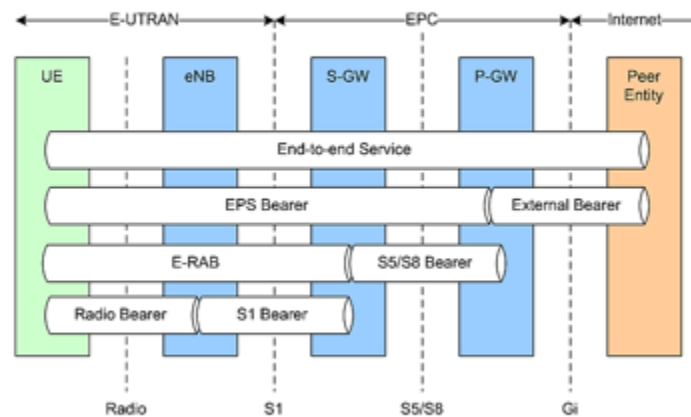 E-UTRAN EPC Internet
UE eNB S-GW P-GW Peer
Entity
End-to-end Service
EPS Bearer External Bearer
E-RAB S5/S8 Bearer
Radio Bearer S1 Bearer
Radio S1 S5/S8 Gi